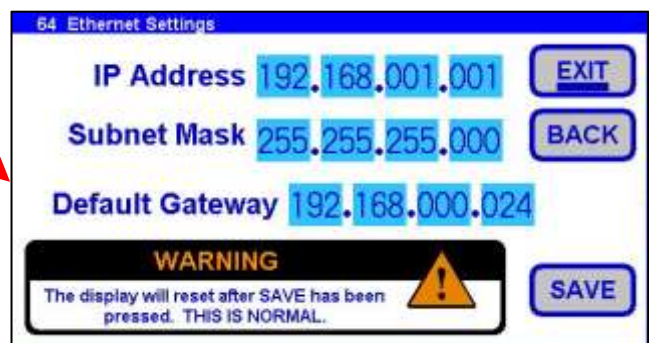 64 Ethernet Settings
IP Address 192.168.001.001 EXIT
Subnet Mask 255.255.255.000 BACK
Default Gateway 192.168.000.024
WARNING
!
The display will reset after SAVE has been
pressed. THIS IS NORMAL.
SAVE